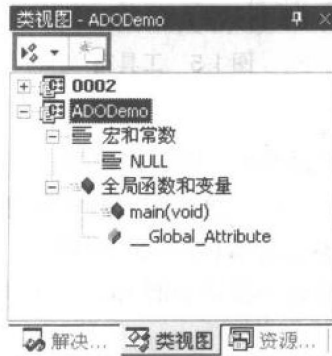 类视图 - ADODemo
0002
ADODemo
宏和常数
NULL
全局函数和变量
main(void)
__Global_Attribute
解决... 类视图 资源...